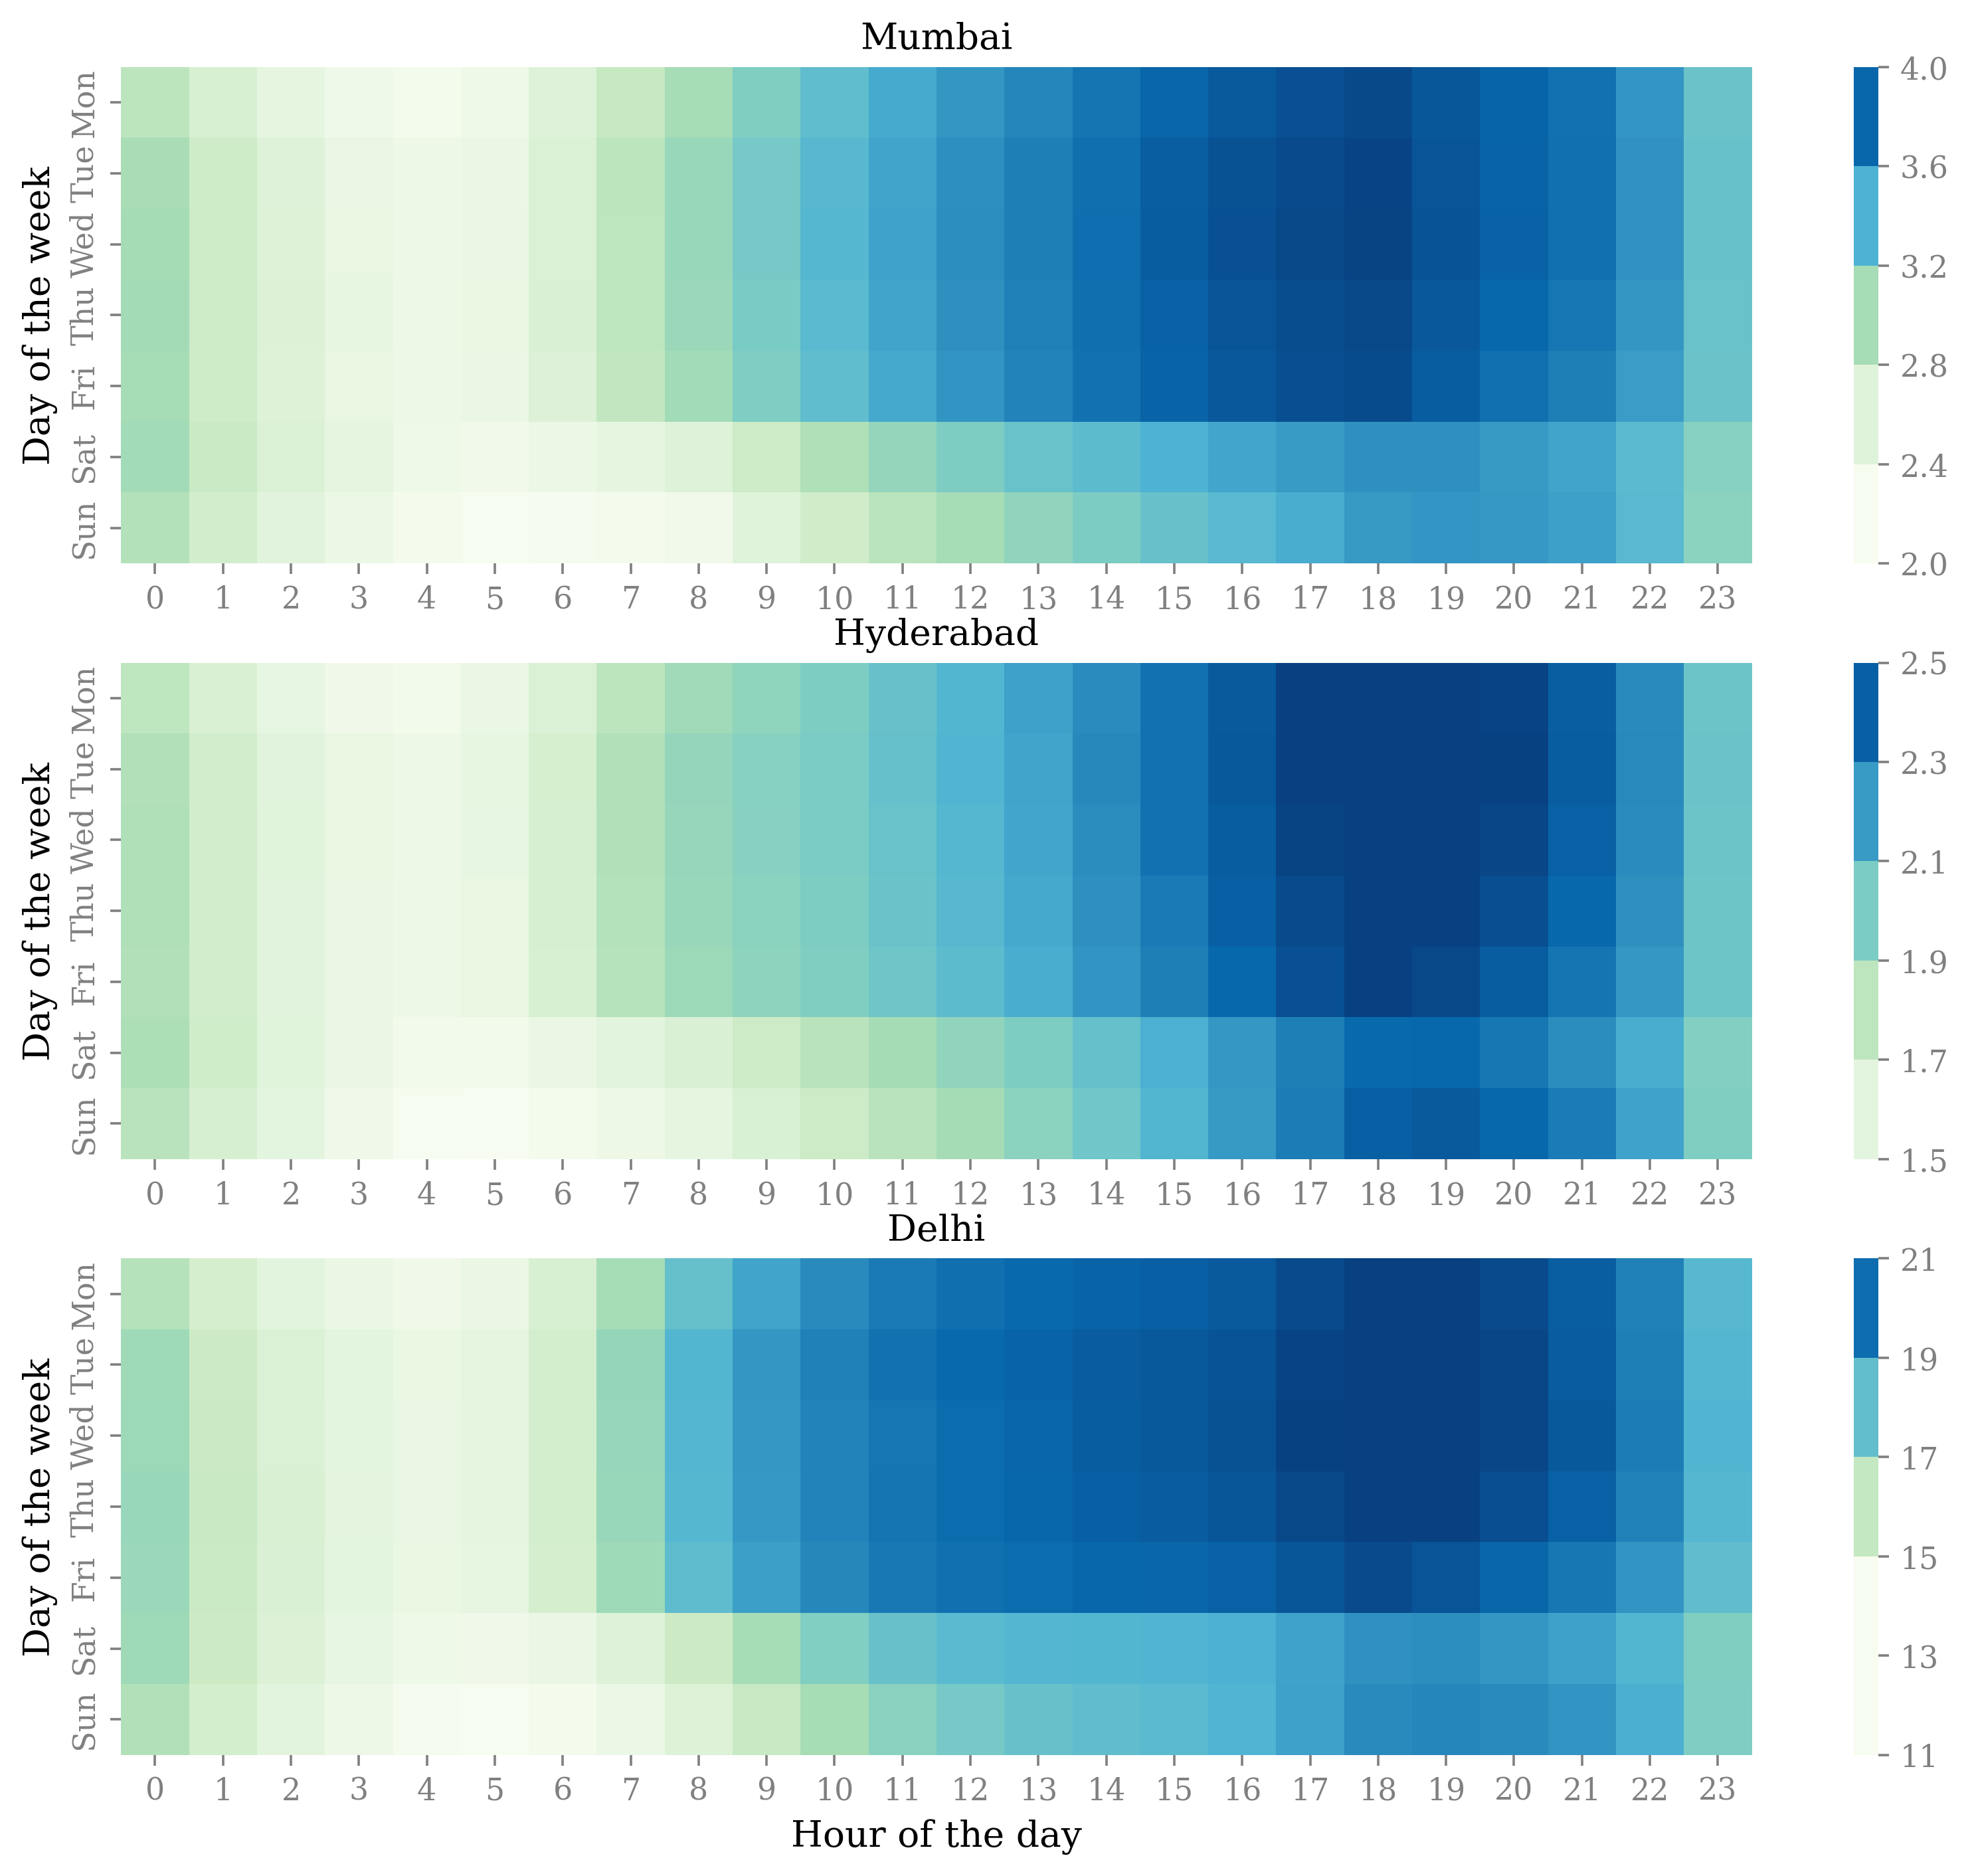 Mumbai
Day of the week
Mon
Tue
Wed
Thu
Fri
Sat
Sun
0 1 2 3 4 5 6 7 8 9 10 11 12 13 14 15 16 17 18 19 20 21 22 23
4.0
3.6
3.2
2.8
2.4
2.0
Hyderabad
Day of the week
Mon
Tue
Wed
Thu
Fri
Sat
Sun
0 1 2 3 4 5 6 7 8 9 10 11 12 13 14 15 16 17 18 19 20 21 22 23
2.5
2.3
2.1
1.9
1.7
1.5
Delhi
Day of the week
Mon
Tue
Wed
Thu
Fri
Sat
Sun
0 1 2 3 4 5 6 7 8 9 10 11 12 13 14 15 16 17 18 19 20 21 22 23
21
19
17
15
13
11
Hour of the day